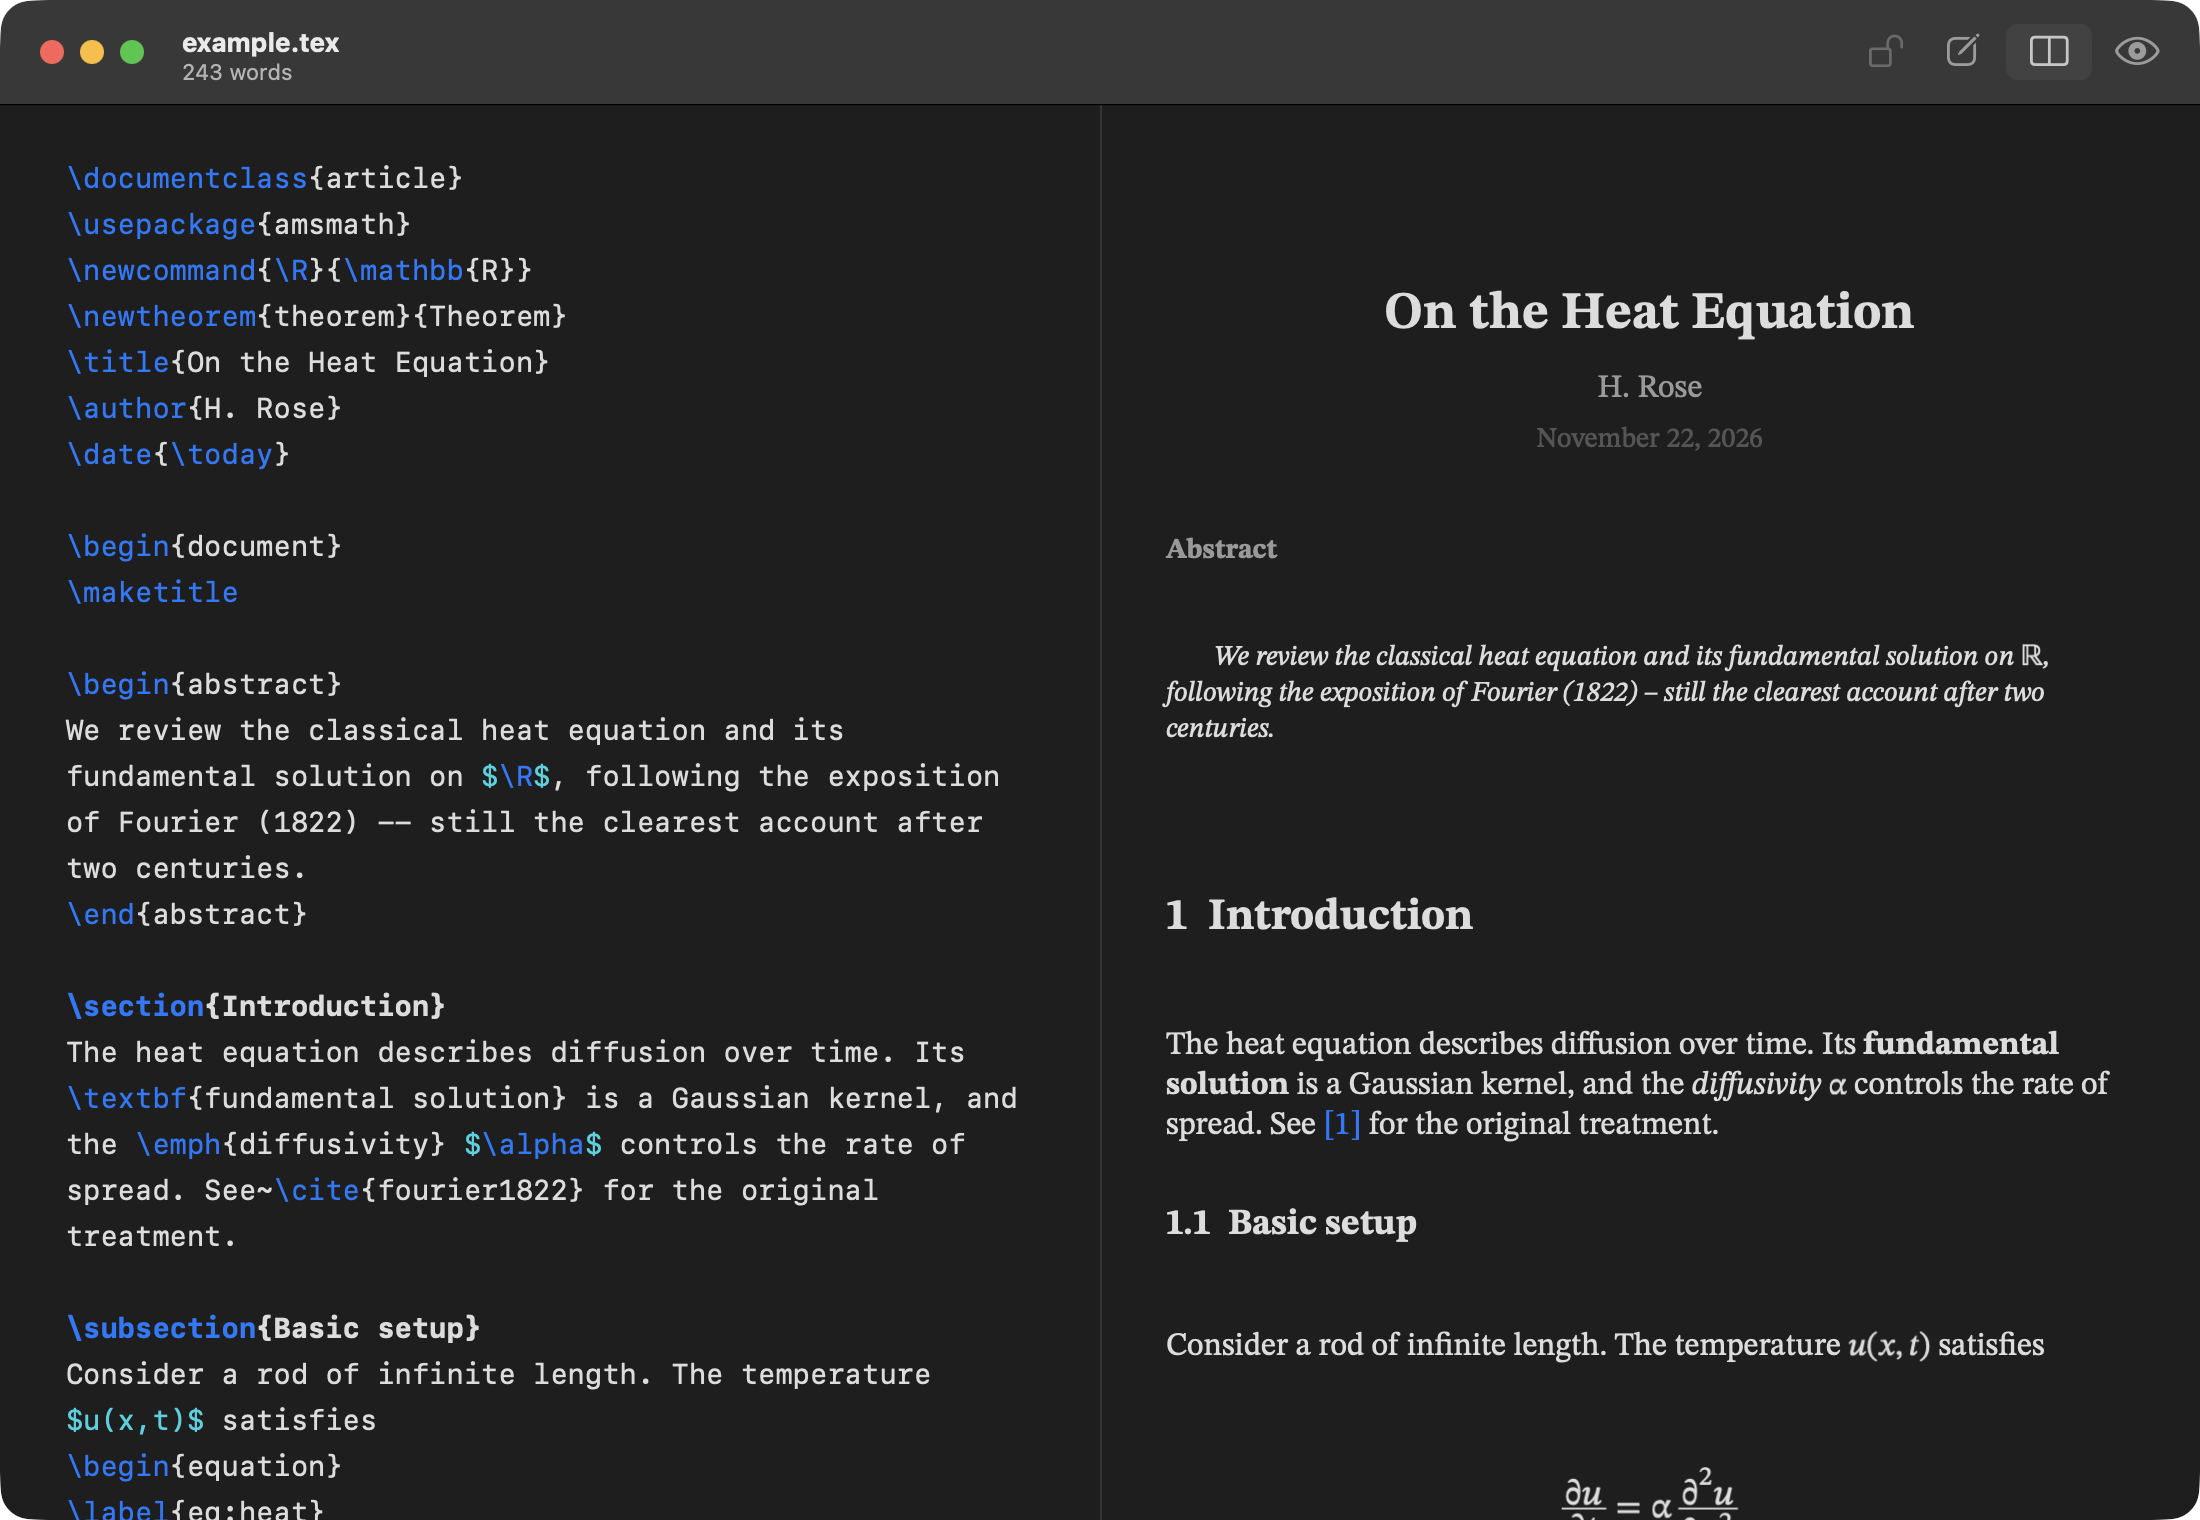 example.tex
243 words
\documentclass{article}
\usepackage{amsmath}
\newcommand{\R}{\mathbb{R}}
\newtheorem{theorem}{Theorem}
\title{On the Heat Equation}
\author{H. Rose}
\date{\today}
\begin{document}
\maketitle
\begin{abstract}
We review the classical heat equation and its
fundamental solution on $\R$, following the exposition
of Fourier (1822) -- still the clearest account after
two centuries.
\end{abstract}
\section{Introduction}
The heat equation describes diffusion over time. Its
\textbf{fundamental solution} is a Gaussian kernel, and
the \emph{diffusivity} $\alpha$ controls the rate of
spread. See~\cite{fourier1822} for the original
treatment.
\subsection{Basic setup}
Consider a rod of infinite length. The temperature
$u(x,t)$ satisfies
\begin{equation}
\label{eq:heat}
On the Heat Equation
H. Rose
November 22, 2026
Abstract
We review the classical heat equation and its fundamental solution on ℝ,
following the exposition of Fourier (1822) – still the clearest account after two
centuries.
1 Introduction
The heat equation describes diffusion over time. Its fundamental
solution is a Gaussian kernel, and the diffusivity α controls the rate of
spread. See [1] for the original treatment.
1.1 Basic setup
Consider a rod of infinite length. The temperature u(x, t) satisfies
∂u = α ∂²u